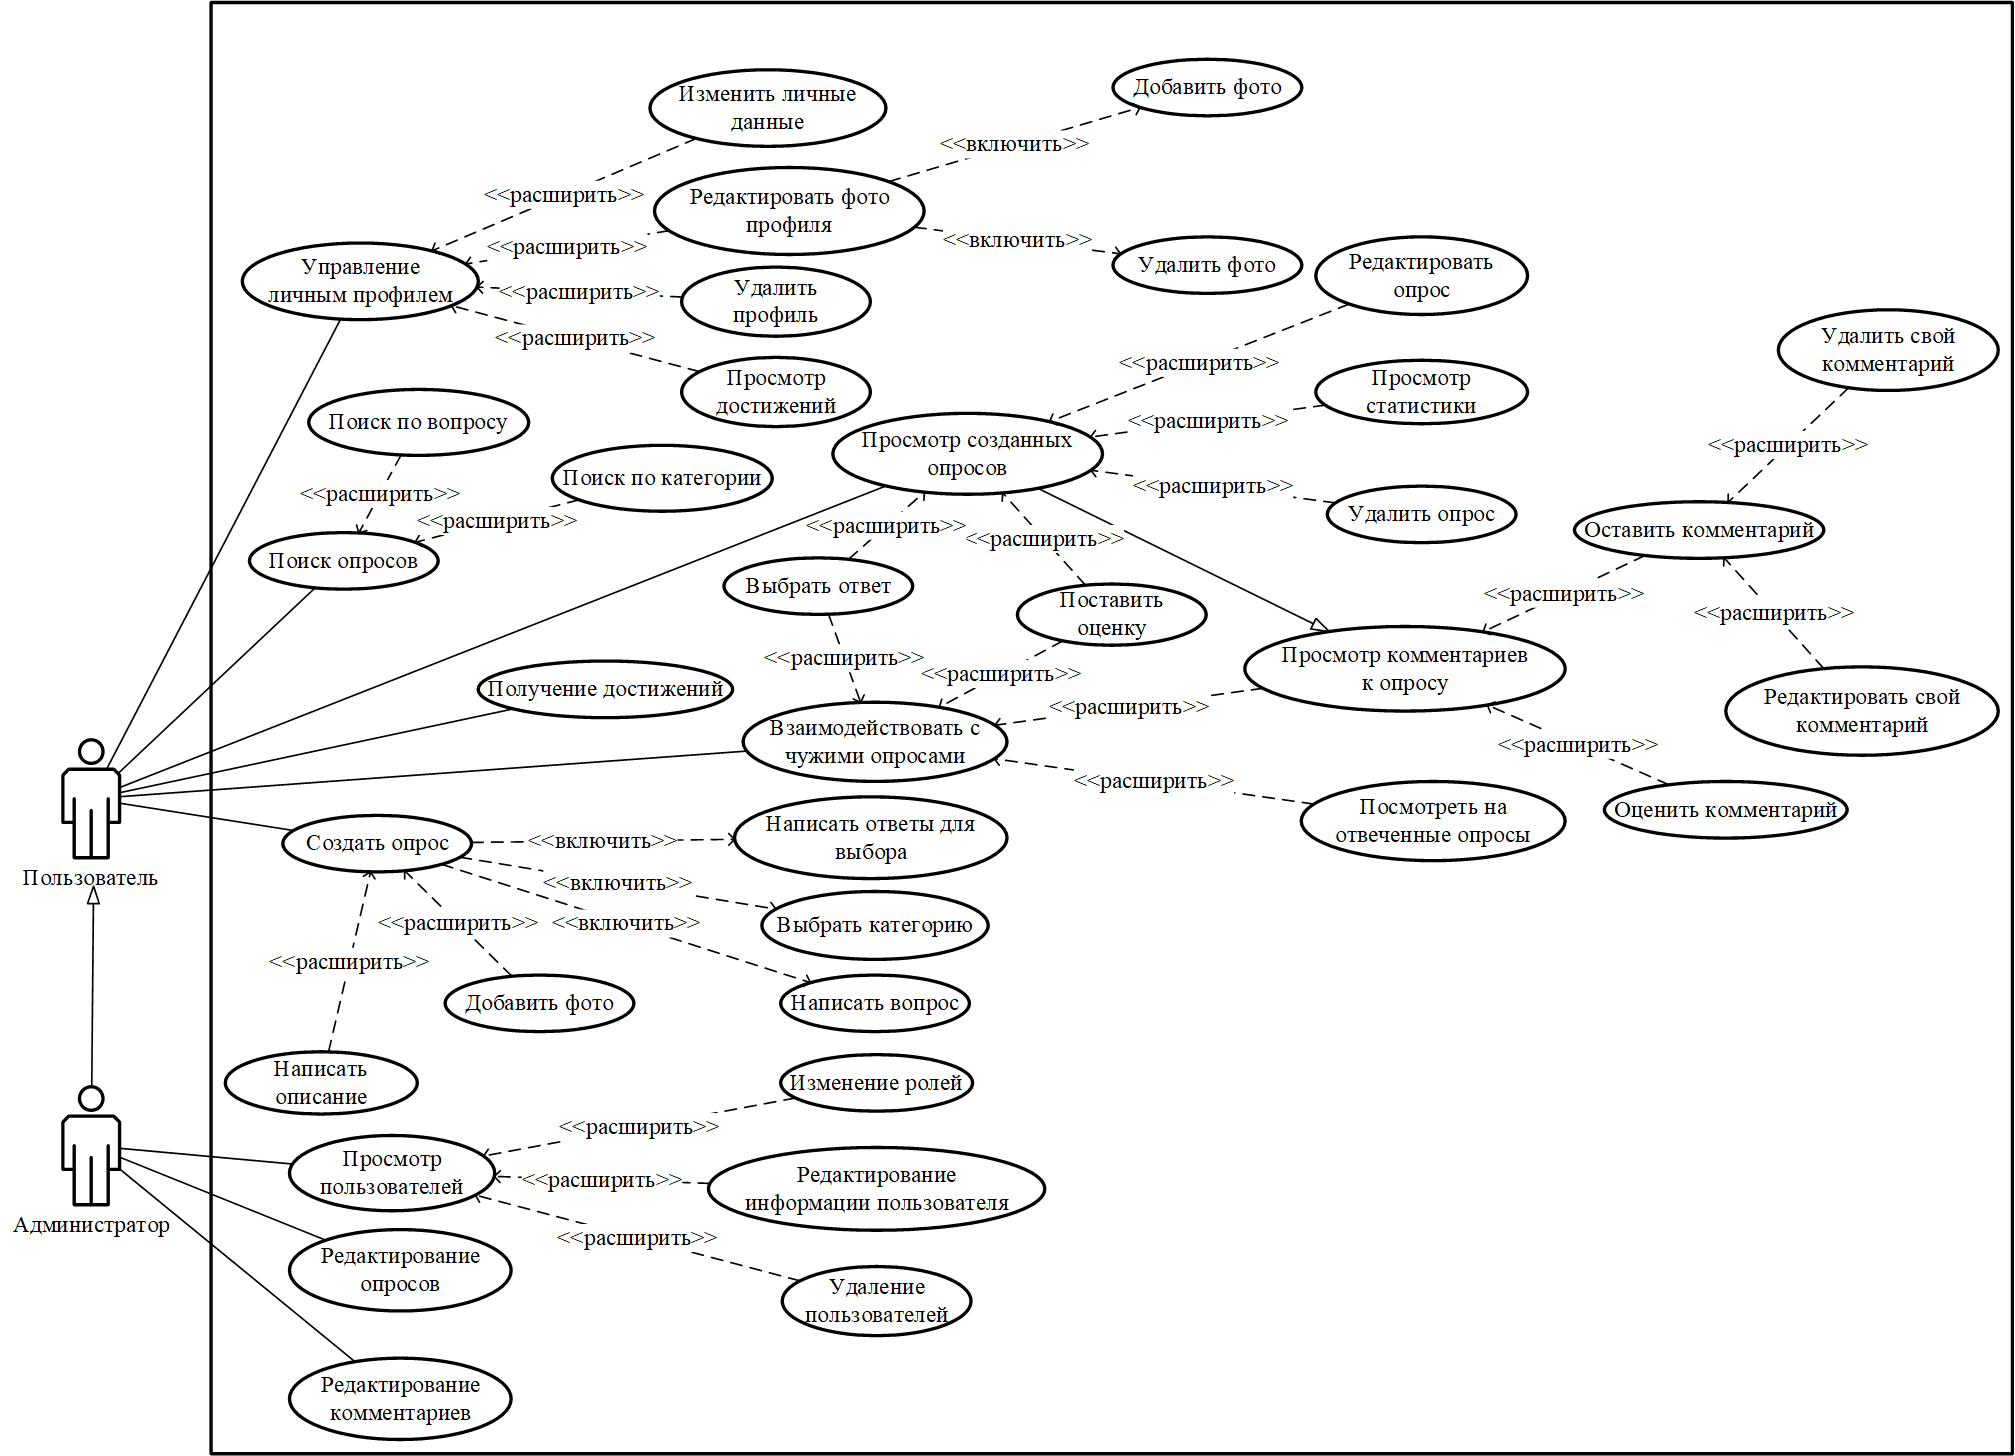 Добавить фото
Изменить личные
данные
<<включить>>
<<расширить>>
Редактировать фото
профиля
<<расширить>>
<<включить>>
Удалить фото
Редактировать
опрос
Управление
личным профилем
<<расширить>>
Удалить
профиль
<<расширить>>
Удалить свой
комментарий
<<расширить>>
Просмотр
достижений
Просмотр
статистики
Поиск по вопросу
<<расширить>>
Просмотр созданных
опросов
<<расширить>>
Поиск по категории
<<расширить>>
<<расширить>>
<<расширить>>
Удалить опрос
<<расширить>>
<<расширить>>
Оставить комментарий
Поиск опросов
Выбрать ответ
<<расширить>>
Поставить
оценку
<<расширить>>
<<расширить>>
<<расширить>>
Просмотр комментариев
к опросу
Получение достижений
<<расширить>>
Редактировать свой
комментарий
Взаимодействовать с
чужими опросами
<<расширить>>
<<расширить>>
Посмотреть на
отвеченные опросы
Оценить комментарий
Написать ответы для
выбора
Создать опрос
<<включить>>
Пользователь
<<включить>>
<<расширить>>
<<включить>>
Выбрать категорию
<<расширить>>
Добавить фото
Написать вопрос
Написать
описание
Изменение ролей
<<расширить>>
Просмотр
пользователей
<<расширить>>
Редактирование
информации пользователя
Администратор
<<расширить>>
Редактирование
опросов
Удаление
пользователей
Редактирование
комментариев